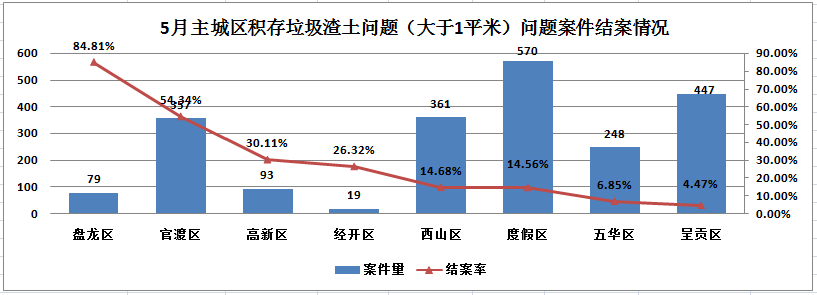 5月主城区积存垃圾渣土问题（大于1平米）问题案件结案情况
600 84.81% 570 90.00%
500 54.34% 447 80.00%
400 357 361 70.00%
300 30.11% 26.32% 248 60.00%
200 93 14.68% 14.56% 50.00%
100 79 19 6.85% 4.47% 40.00%
0 30.00%
20.00%
10.00%
0.00%
盘龙区 官渡区 高新区 经开区 西山区 度假区 五华区 呈贡区
案件量 结案率